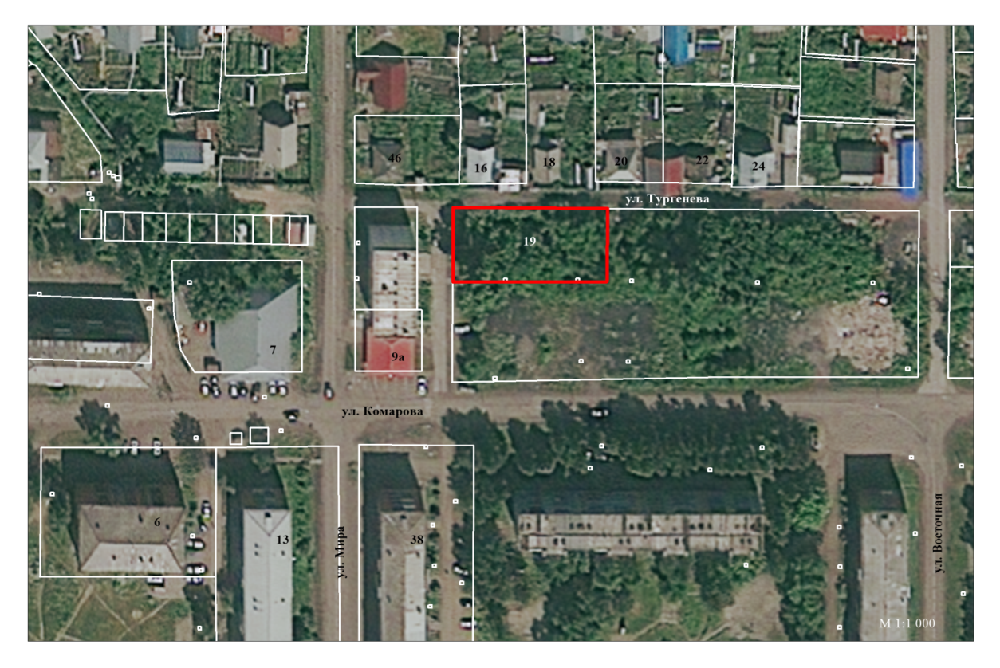 46
16
18
20
22
24
ул. Тургенева
19
7
9а
ул. Комарова
6
13
ул. Мира
38
ул. Восточная
М 1:1 000